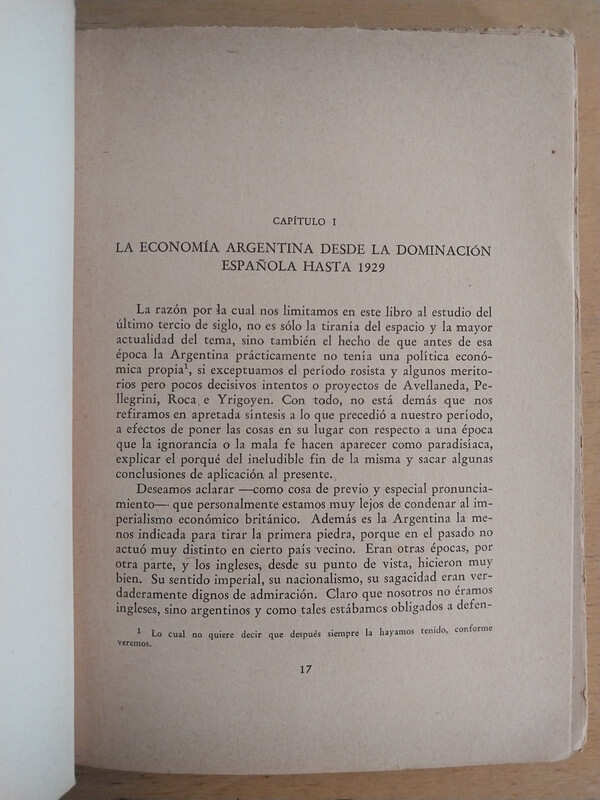 CAPÍTULO I
LA ECONOMÍA ARGENTINA DESDE LA DOMINACIÓN
ESPAÑOLA HASTA 1929
La razón por la cual nos limitamos en este libro al estudio del
último tercio de siglo, no es sólo la tiranía del espacio y la mayor
actualidad del tema, sino también el hecho de que antes de esa
época la Argentina prácticamente no tenía una política econó-
mica propia¹, si exceptuamos el período rosista y algunos merito-
rios pero pocos decisivos intentos o proyectos de Avellaneda, Pe-
llegrini, Roca e Yrigoyen. Con todo, no está demás que nos
refiramos en apretada síntesis a lo que precedió a nuestro período,
a efectos de poner las cosas en su lugar con respecto a una época
que la ignorancia o la mala fe hacen aparecer como paradisíaca,
explicar el porqué del ineludible fin de la misma y sacar algunas
conclusiones de aplicación al presente.
Deseamos aclarar —como cosa de previo y especial pronuncia-
miento— que personalmente estamos muy lejos de condenar al im-
perialismo económico británico. Además es la Argentina la me-
nos indicada para tirar la primera piedra, porque en el pasado no
actuó muy distinto en cierto país vecino. Eran otras épocas, por
otra parte, y los ingleses, desde su punto de vista, hicieron muy
bien. Su sentido imperial, su nacionalismo, su sagacidad eran ver-
daderamente dignos de admiración. Claro que nosotros no éramos
ingleses, sino argentinos y como tales estábamos obligados a defen-
¹ Lo cual no quiere decir que después siempre la hayamos tenido, conforme
veremos.
17